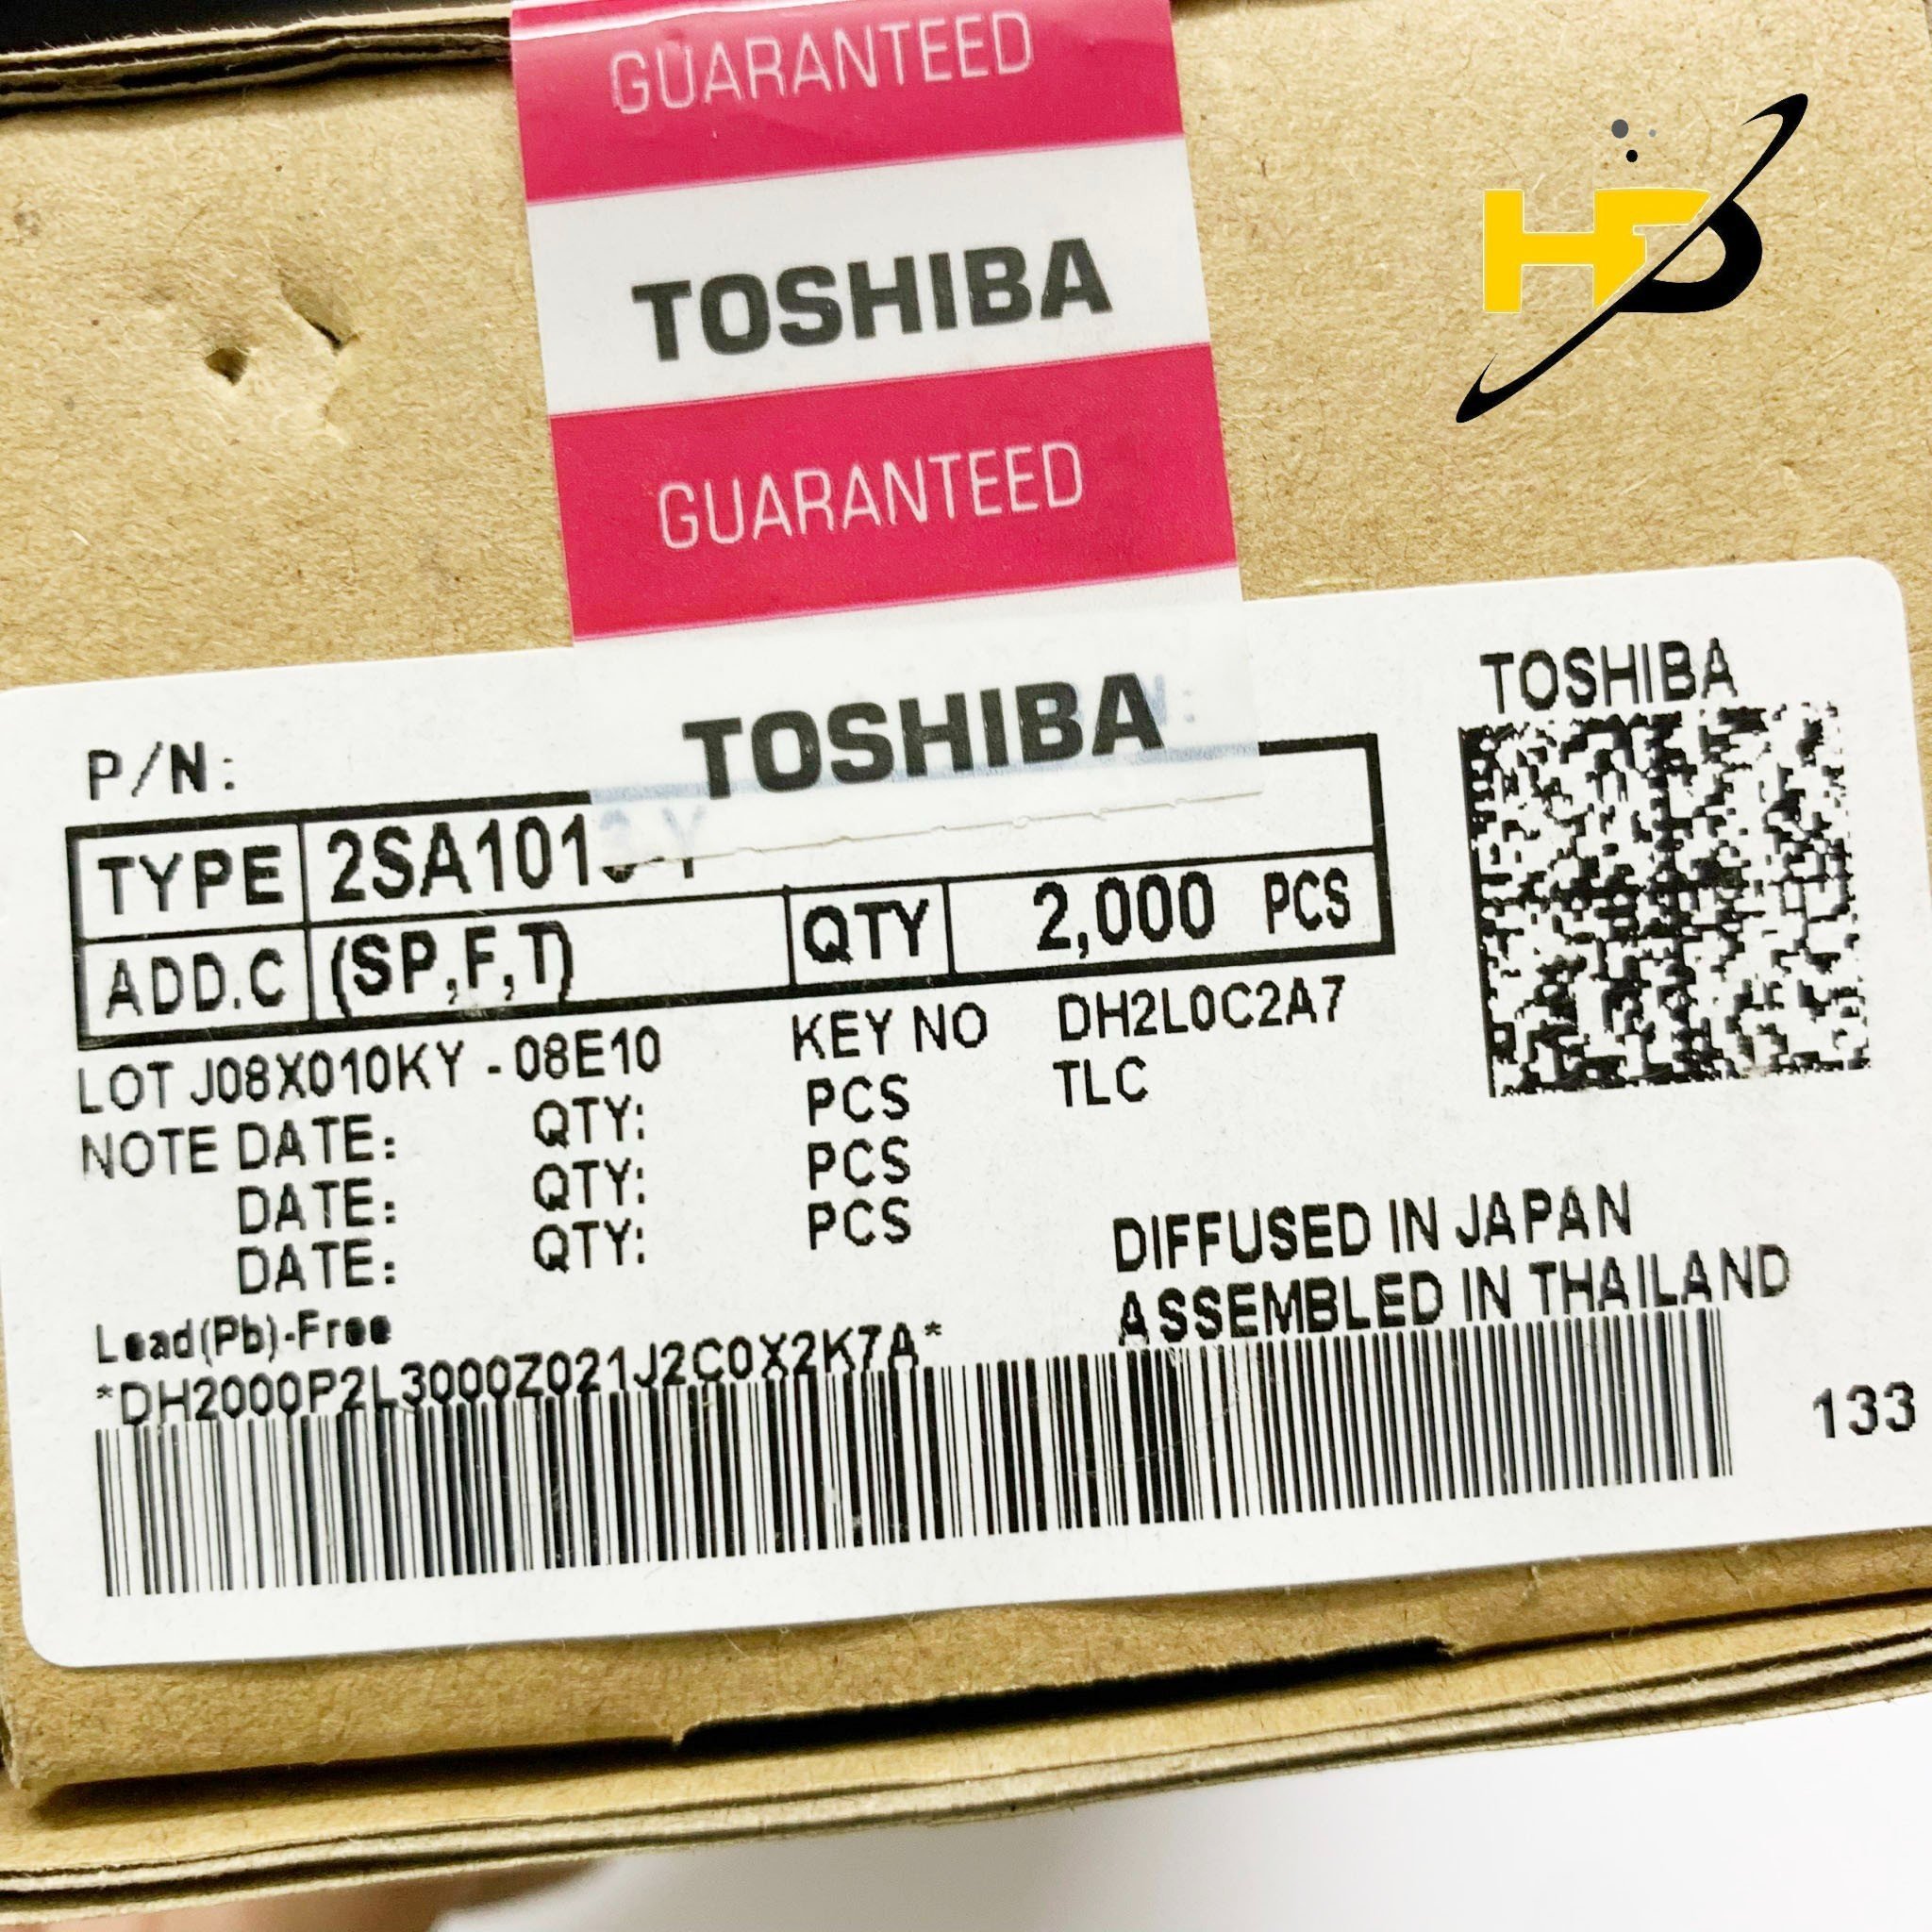 GUARANTEED
TOSHIBA
GUARANTEED
TOSHIBA
HD
TOSHIBA
P/N:
TYPE 2SA1013-Y
ADD.C (SP,F,T) QTY 2,000 PCS
LOT J08X010KY - 08E10 KEY NO DH2L0C2A7
NOTE DATE: QTY: PCS TLC
DATE: QTY: PCS
DATE: QTY: PCS
DIFFUSED IN JAPAN
ASSEMBLED IN THAILAND
Lead(Pb)-Free
*DH2000P2L3000Z021J2C0X2K7A*
133